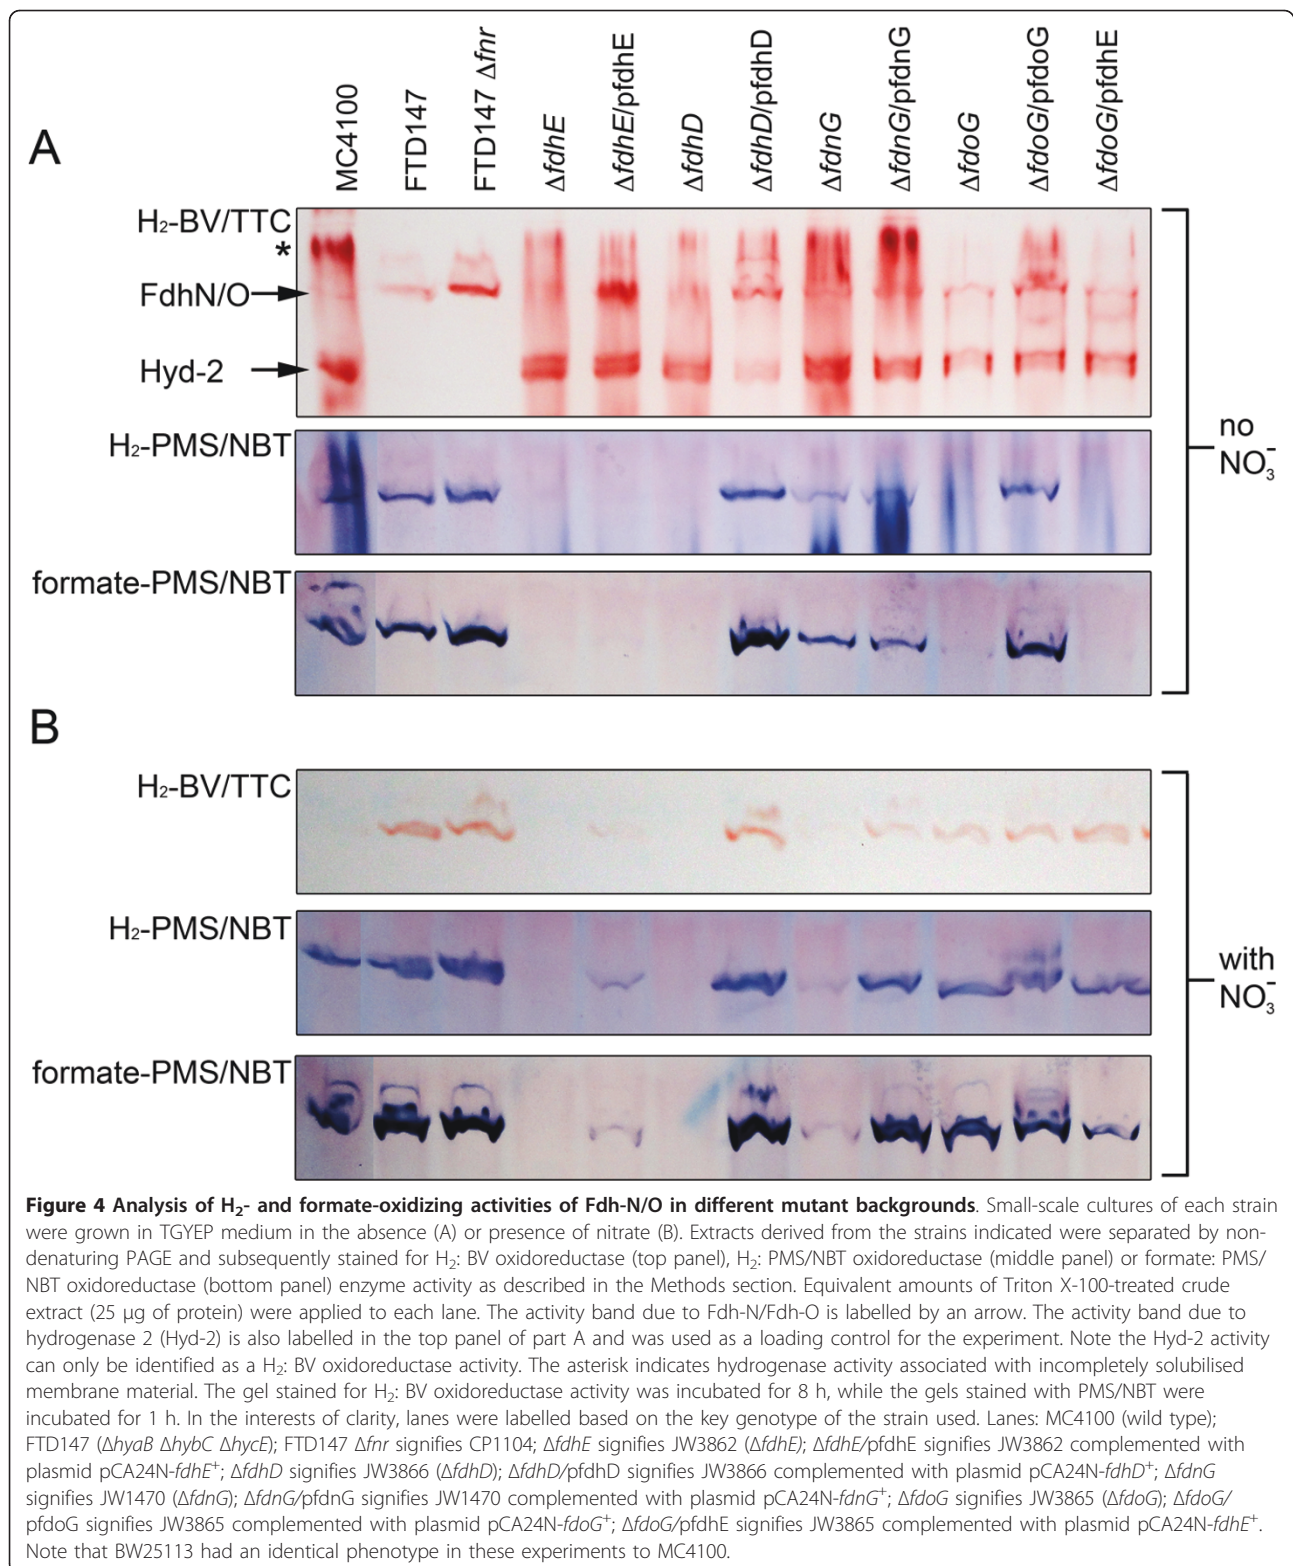 A
MC4100
FTD147
FTD147 Δfnr
ΔfdhE
ΔfdhE/pfdhE
ΔfdhD
ΔfdhD/pfdhD
ΔfdnG
ΔfdnG/pfdnG
ΔfdoG
ΔfdoG/pfdoG
ΔfdoG/pfdhE
H₂-BV/TTC
*
FdhN/O
Hyd-2
H₂-PMS/NBT
formate-PMS/NBT
no
NO₃⁻
B
H₂-BV/TTC
H₂-PMS/NBT
formate-PMS/NBT
with
NO₃⁻
Figure 4 Analysis of H₂- and formate-oxidizing activities of Fdh-N/O in different mutant backgrounds. Small-scale cultures of each strain
were grown in TGYEP medium in the absence (A) or presence of nitrate (B). Extracts derived from the strains indicated were separated by non-
denaturing PAGE and subsequently stained for H₂: BV oxidoreductase (top panel), H₂: PMS/NBT oxidoreductase (middle panel) or formate: PMS/
NBT oxidoreductase (bottom panel) enzyme activity as described in the Methods section. Equivalent amounts of Triton X-100-treated crude
extract (25 μg of protein) were applied to each lane. The activity band due to Fdh-N/Fdh-O is labelled by an arrow. The activity band due to
hydrogenase 2 (Hyd-2) is also labelled in the top panel of part A and was used as a loading control for the experiment. Note the Hyd-2 activity
can only be identified as a H₂: BV oxidoreductase activity. The asterisk indicates hydrogenase activity associated with incompletely solubilised
membrane material. The gel stained for H₂: BV oxidoreductase activity was incubated for 8 h, while the gels stained with PMS/NBT were
incubated for 1 h. In the interests of clarity, lanes were labelled based on the key genotype of the strain used. Lanes: MC4100 (wild type);
FTD147 (ΔhyaB ΔhybC ΔhycE); FTD147 Δfnr signifies CP1104; ΔfdhE signifies JW3862 (ΔfdhE); ΔfdhE/pfdhE signifies JW3862 complemented with
plasmid pCA24N-fdhE⁺; ΔfdhD signifies JW3866 (ΔfdhD); ΔfdhD/pfdhD signifies JW3866 complemented with plasmid pCA24N-fdhD⁺; ΔfdnG
signifies JW1470 (ΔfdnG); ΔfdnG/pfdnG signifies JW1470 complemented with plasmid pCA24N-fdnG⁺; ΔfdoG signifies JW3865 (ΔfdoG); ΔfdoG/
pfdoG signifies JW3865 complemented with plasmid pCA24N-fdoG⁺; ΔfdoG/pfdhE signifies JW3865 complemented with plasmid pCA24N-fdhE⁺.
Note that BW25113 had an identical phenotype in these experiments to MC4100.